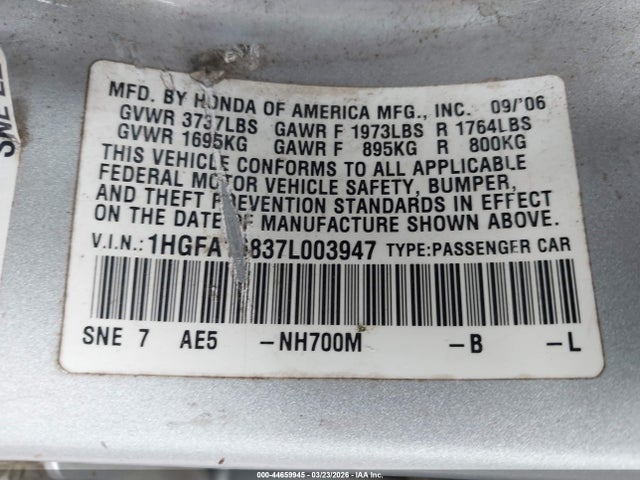 MFD. BY HONDA OF AMERICA MFG., INC. 09/'06
GVWR 3737LBS GAWR F 1973LBS R 1764LBS
GVWR 1695KG GAWR F 895KG R 800KG
THIS VEHICLE CONFORMS TO ALL APPLICABLE
FEDERAL MOTOR VEHICLE SAFETY, BUMPER,
AND THEFT PREVENTION STANDARDS IN EFFECT
ON THE DATE OF MANUFACTURE SHOWN ABOVE.
V.I.N.: TYPE:PASSENGER CAR
SNE 7 AE5 -NH700M -B -L
000-44659945 - 03/23/2026 - IAA Inc.